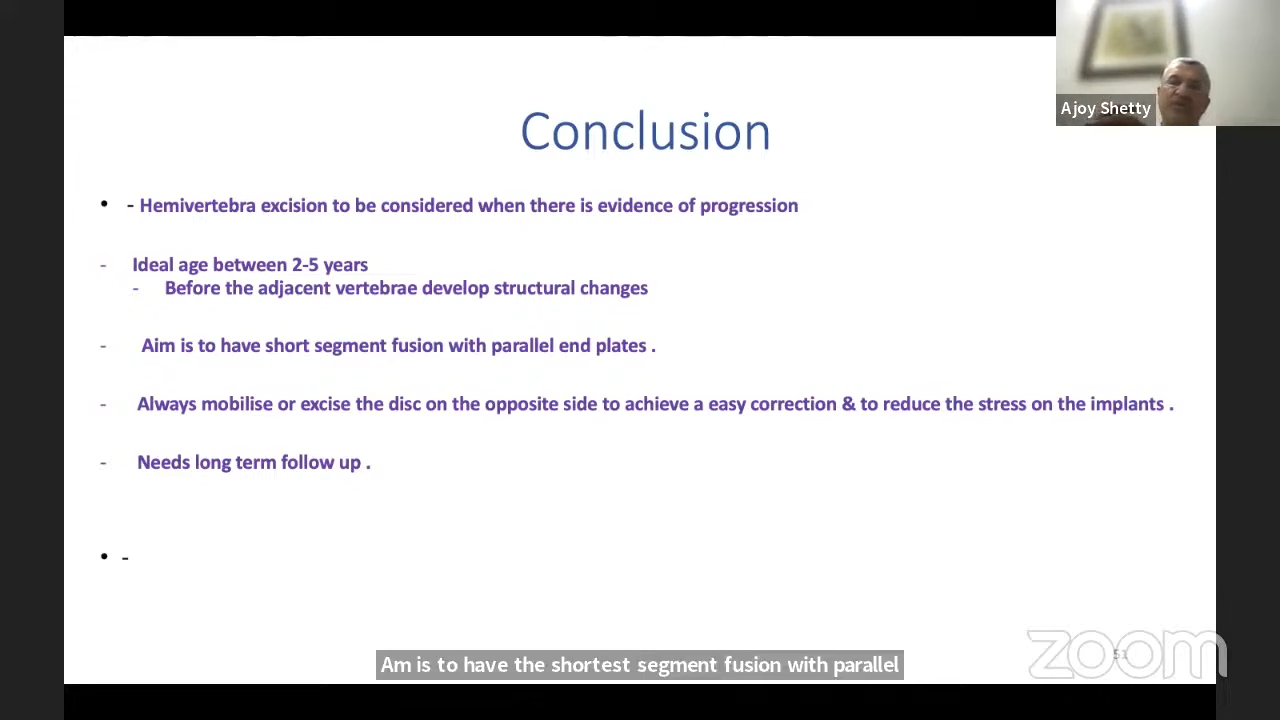 Ajoy Shetty
Conclusion
• - Hemivertebra excision to be considered when there is evidence of progression
- Ideal age between 2-5 years
- Before the adjacent vertebrae develop structural changes
- Aim is to have short segment fusion with parallel end plates .
- Always mobilise or excise the disc on the opposite side to achieve a easy correction & to reduce the stress on the implants .
- Needs long term follow up .
• -
Am is to have the shortest segment fusion with parallel
zoom